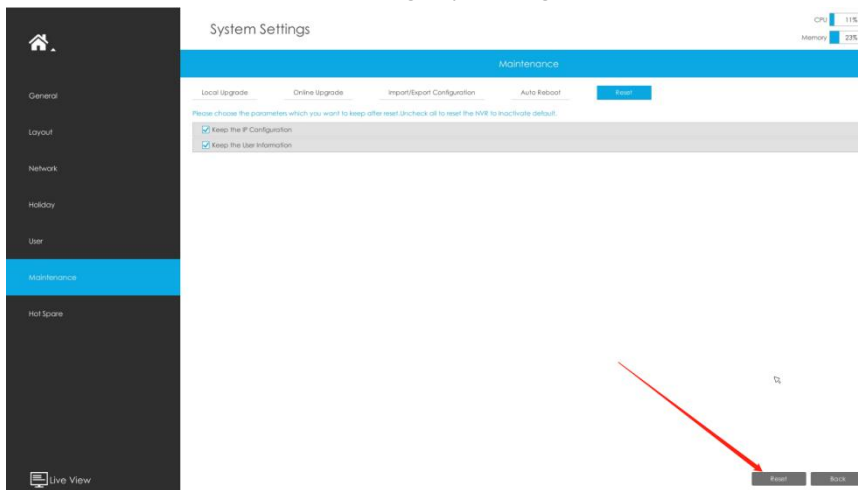 System Settings
CPU 11%
Memory 23%
Maintenance
General
Layout
Network
Holiday
User
Maintenance
Hot Spare
Live View
Local Upgrade Online Upgrade Import/Export Configuration Auto Reboot Reset
Please choose the parameters which you want to keep after reset.Uncheck all to reset the NVR to inactivate default.
Keep the IP Configuration
Keep the User Information
Reset Back